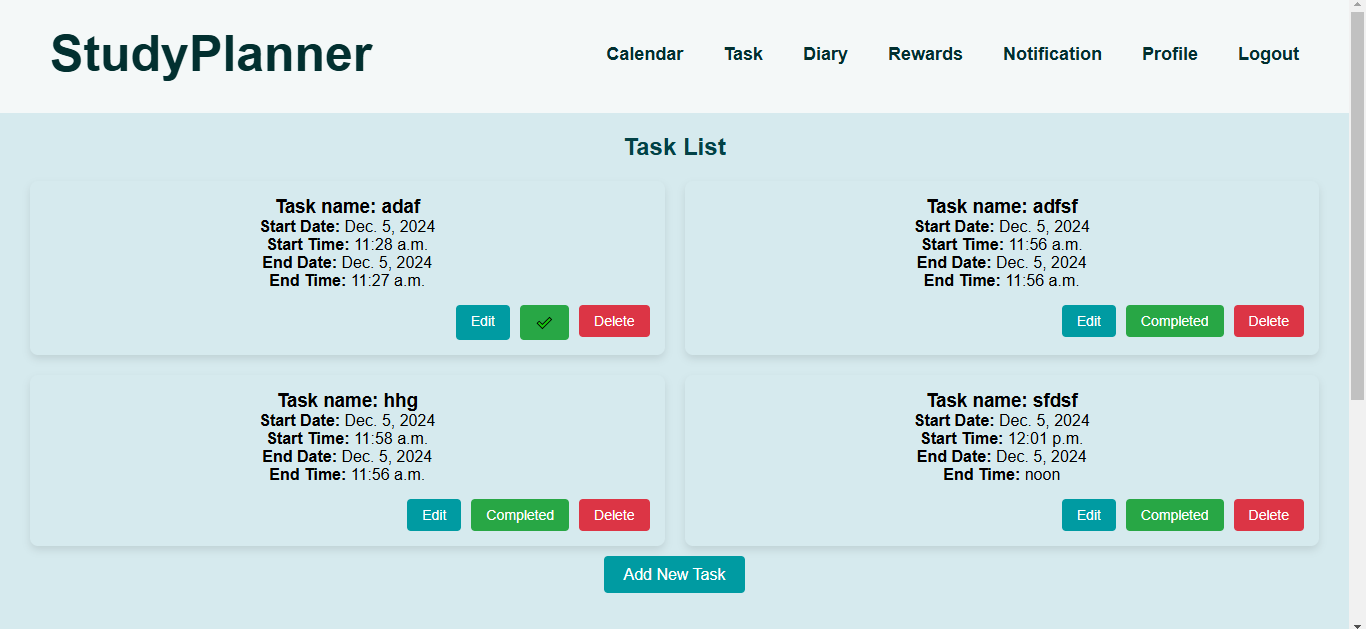 StudyPlanner
Calendar Task Diary Rewards Notification Profile Logout
Task List
Task name: adaf
Start Date: Dec. 5, 2024
Start Time: 11:28 a.m.
End Date: Dec. 5, 2024
End Time: 11:27 a.m.
Edit Delete
Task name: adfsf
Start Date: Dec. 5, 2024
Start Time: 11:56 a.m.
End Date: Dec. 5, 2024
End Time: 11:56 a.m.
Edit Completed Delete
Task name: hhg
Start Date: Dec. 5, 2024
Start Time: 11:58 a.m.
End Date: Dec. 5, 2024
End Time: 11:56 a.m.
Edit Completed Delete
Task name: sfdsf
Start Date: Dec. 5, 2024
Start Time: 12:01 p.m.
End Date: Dec. 5, 2024
End Time: noon
Edit Completed Delete
Add New Task